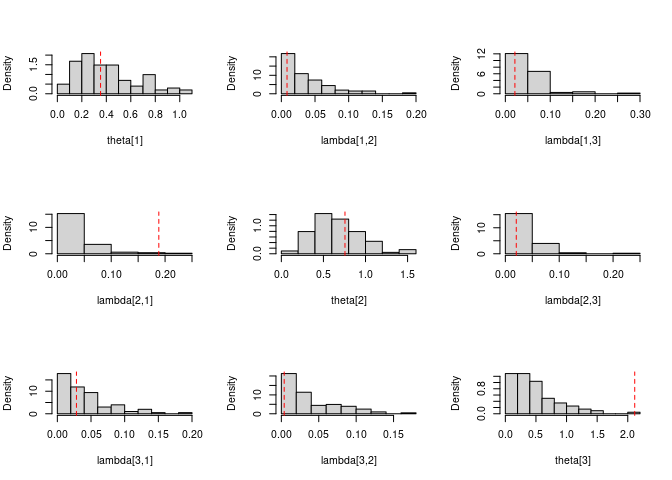 Density
1.5
0.0
0.0 0.2 0.4 0.6 0.8 1.0
theta[1]
Density
10
0
0.00 0.05 0.10 0.15 0.20
lambda[1,2]
Density
12
6
0
0.00 0.10 0.20 0.30
lambda[1,3]
Density
10
0
0.00 0.10 0.20
lambda[2,1]
Density
1.0
0.0
0.0 0.5 1.0 1.5
theta[2]
Density
10
0
0.00 0.10 0.20
lambda[2,3]
Density
10
0
0.00 0.05 0.10 0.15 0.20
lambda[3,1]
Density
10
0
0.00 0.05 0.10 0.15
lambda[3,2]
Density
0.8
0.0
0.0 0.5 1.0 1.5 2.0
theta[3]